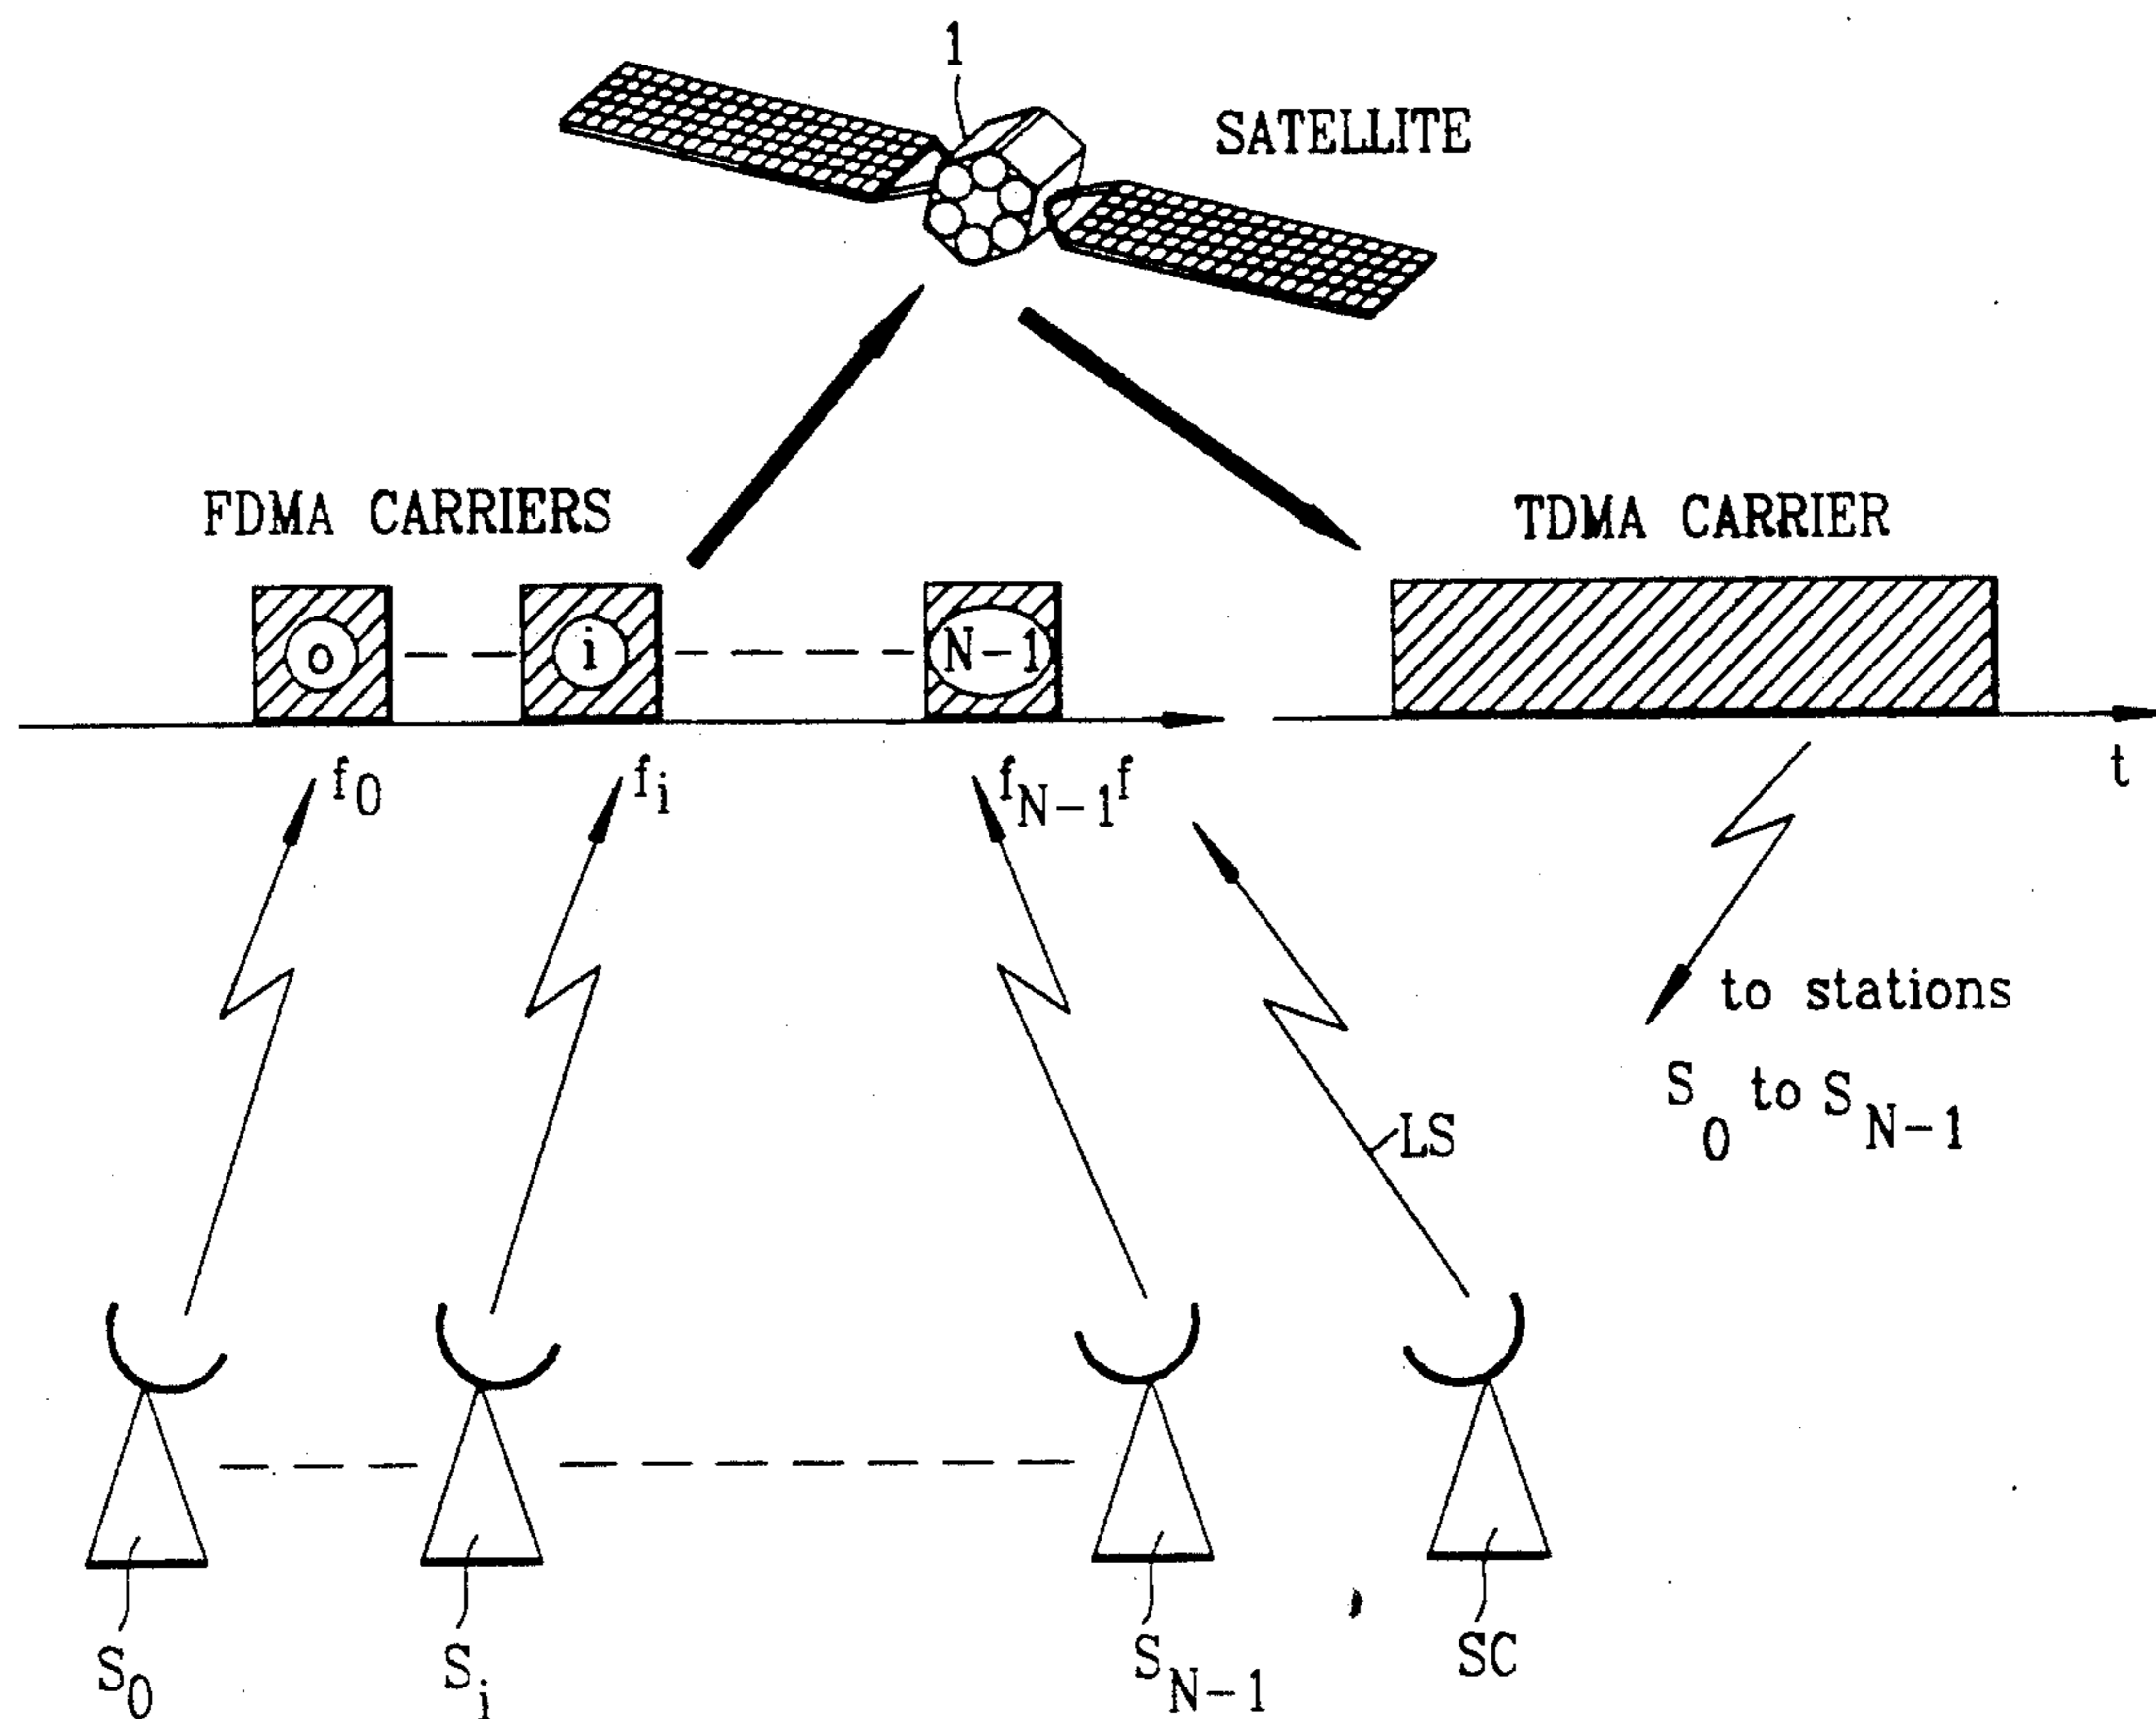 1
SATELLITE
FDMA CARRIERS
TDMA CARRIER
o
i
N-1
f0
fi
fN-1
f
t
to stations
S0 to SN-1
LS
S0
Si
SN-1
SC